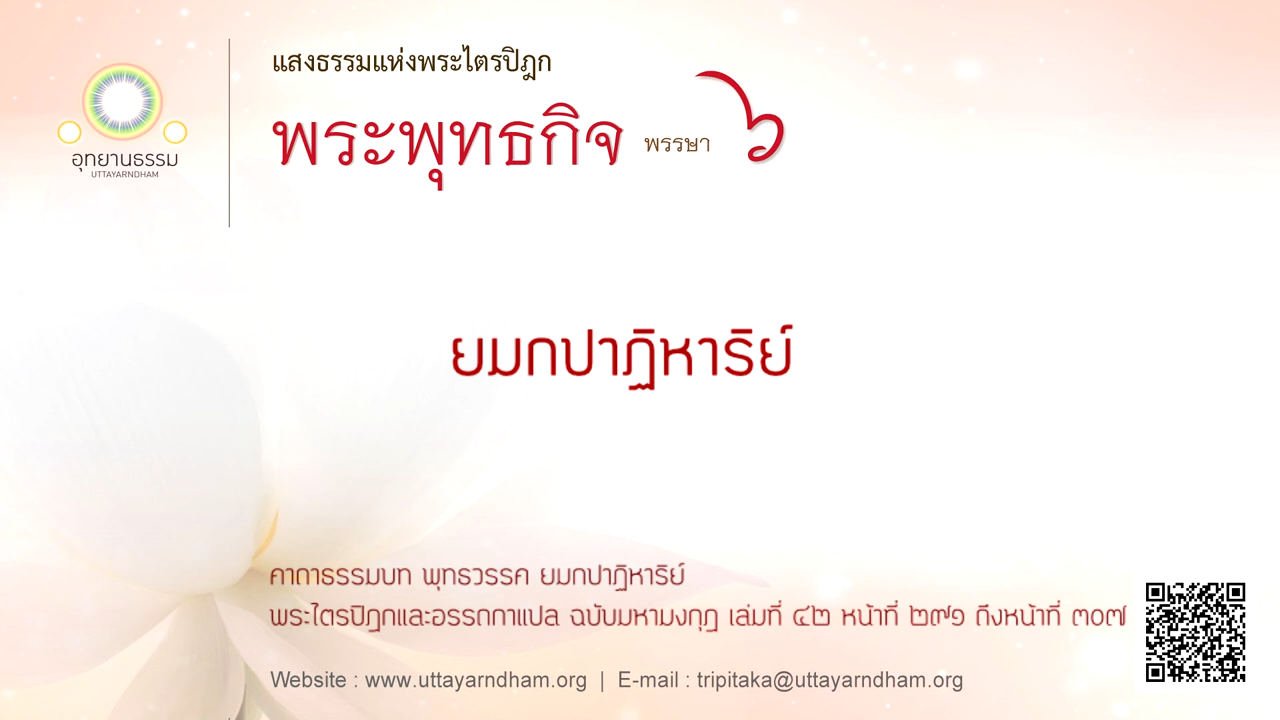 อุทยานธรรม
UTTAYARNDHAM
แสงธรรมแห่งพระไตรปิฎก
พระพุทธกิจ พรรษา ๖
ยมกปาฏิหาริย์
คาถาธรรมบท พุทธวรรค ยมกปาฏิหาริย์
พระไตรปิฎกและอรรถกาแปล ฉบับมหามงกุฎ เล่มที่ ๔๒ หน้าที่ ๒๗๑ ถึงหน้าที่ ๓๐๗
Website : www.uttayarndham.org | E-mail : tripitaka@uttayarndham.org